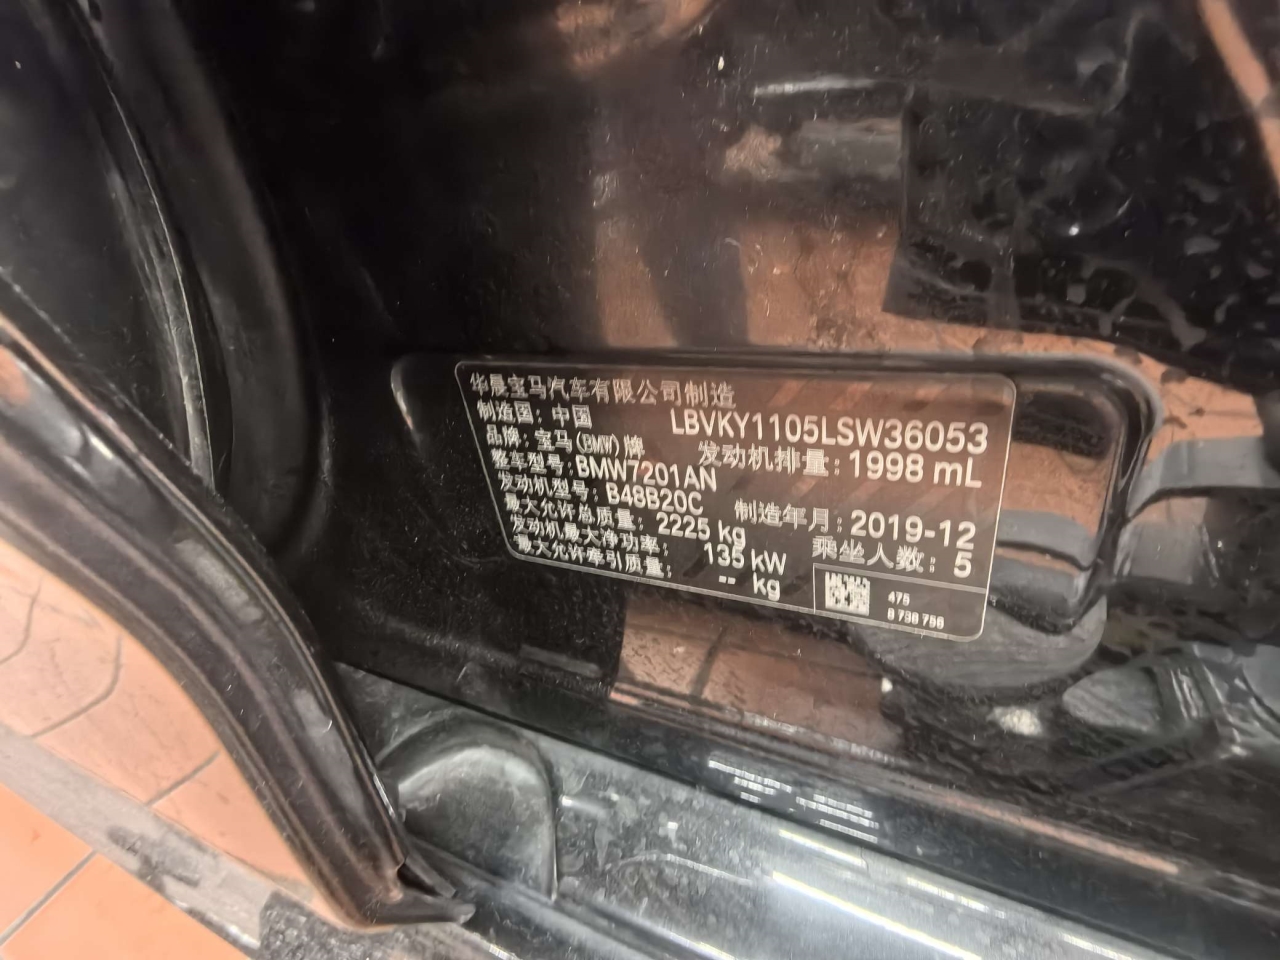 华晨宝马汽车有限公司制造
制造国：中国 LBVKY1105LSW36053
品牌：宝马(BMW)牌 发动机排量：1998 mL
整车型号：BMW7201AN
发动机型号：B48B20C 制造年月：2019-12
最大允许总质量：2225 kg 乘坐人数：5
发动机最大净功率：135 kW
最大允许牵引质量：-- kg
475
8 738 756